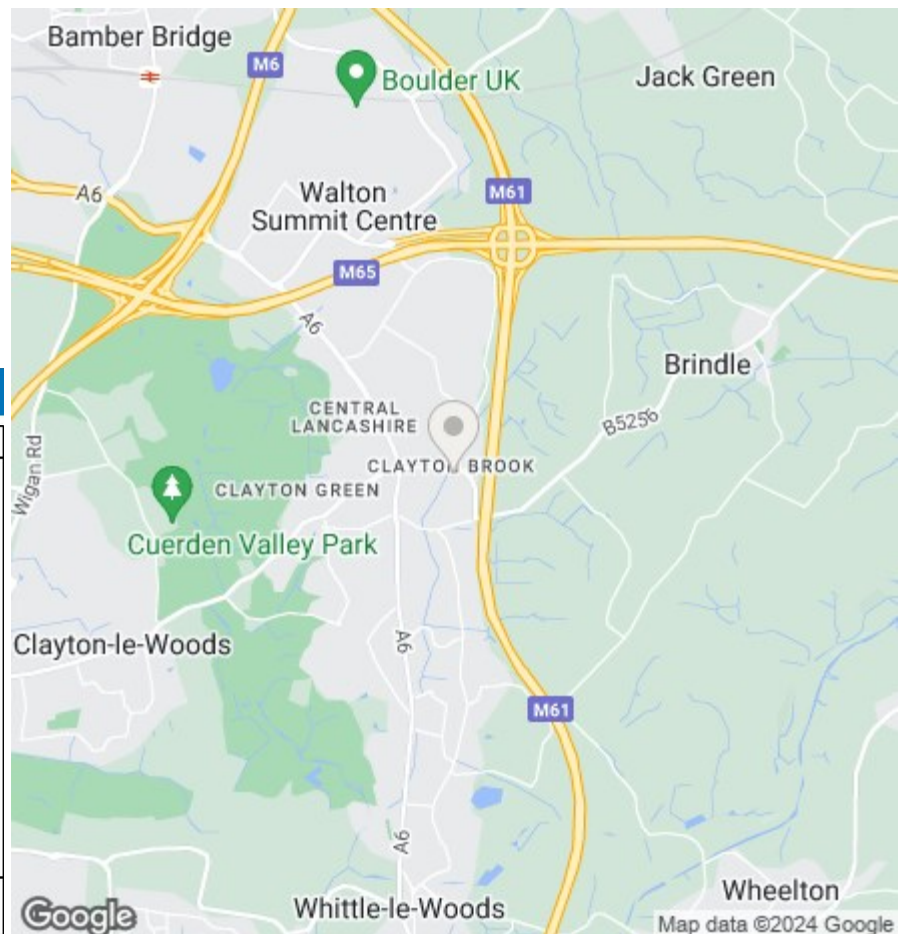 Bamber Bridge
M6
Boulder UK
Jack Green
A6
Walton
Summit Centre
M61
M65
A6
Brindle
CENTRAL
LANCASHIRE
B5256
Wigan Rd
CLAYTON BROOK
CLAYTON GREEN
Cuerden Valley Park
Clayton-le-Woods
A6
M61
A6
Wheelton
Whittle-le-Woods
Google
Map data ©2024 Google